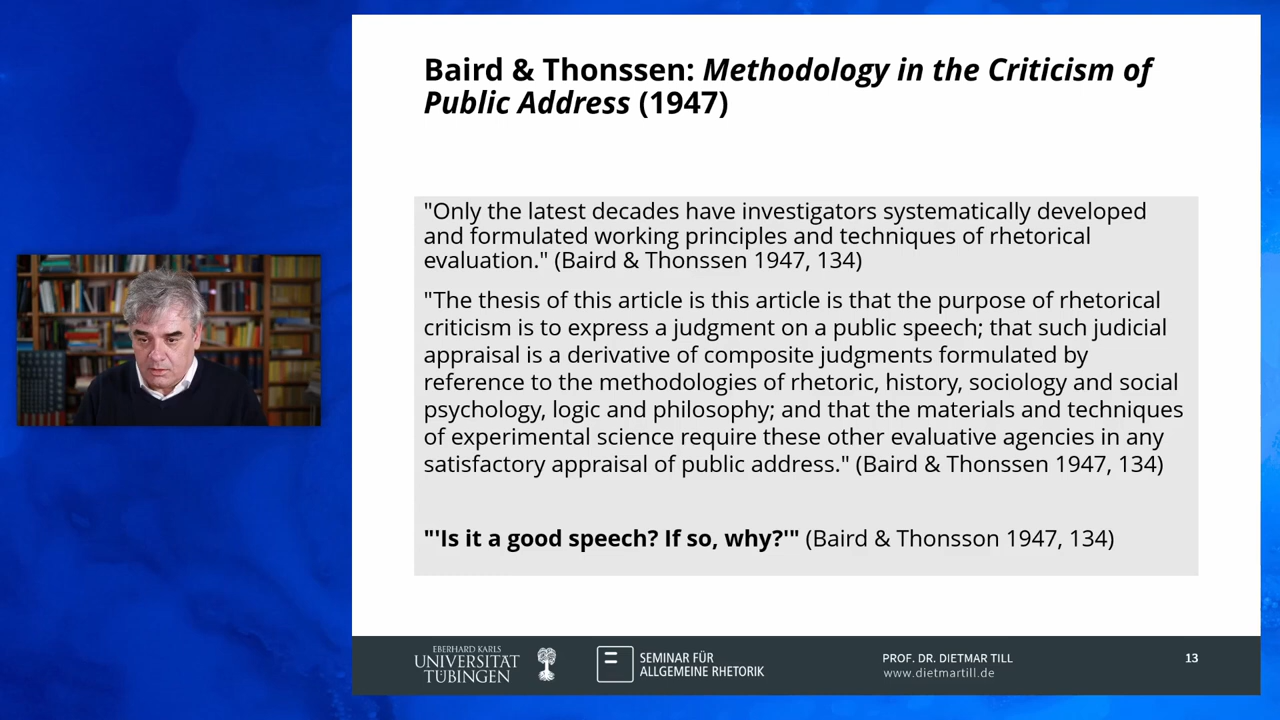 Baird & Thonssen: Methodology in the Criticism of
Public Address (1947)
"Only the latest decades have investigators systematically developed
and formulated working principles and techniques of rhetorical
evaluation." (Baird & Thonssen 1947, 134)
"The thesis of this article is this article is that the purpose of rhetorical
criticism is to express a judgment on a public speech; that such judicial
appraisal is a derivative of composite judgments formulated by
reference to the methodologies of rhetoric, history, sociology and social
psychology, logic and philosophy; and that the materials and techniques
of experimental science require these other evaluative agencies in any
satisfactory appraisal of public address." (Baird & Thonssen 1947, 134)
"'Is it a good speech? If so, why?'" (Baird & Thonsson 1947, 134)
EBERHARD KARLS
UNIVERSITÄT
TÜBINGEN
SEMINAR FÜR
ALLGEMEINE RHETORIK
PROF. DR. DIETMAR TILL
www.dietmartill.de
13